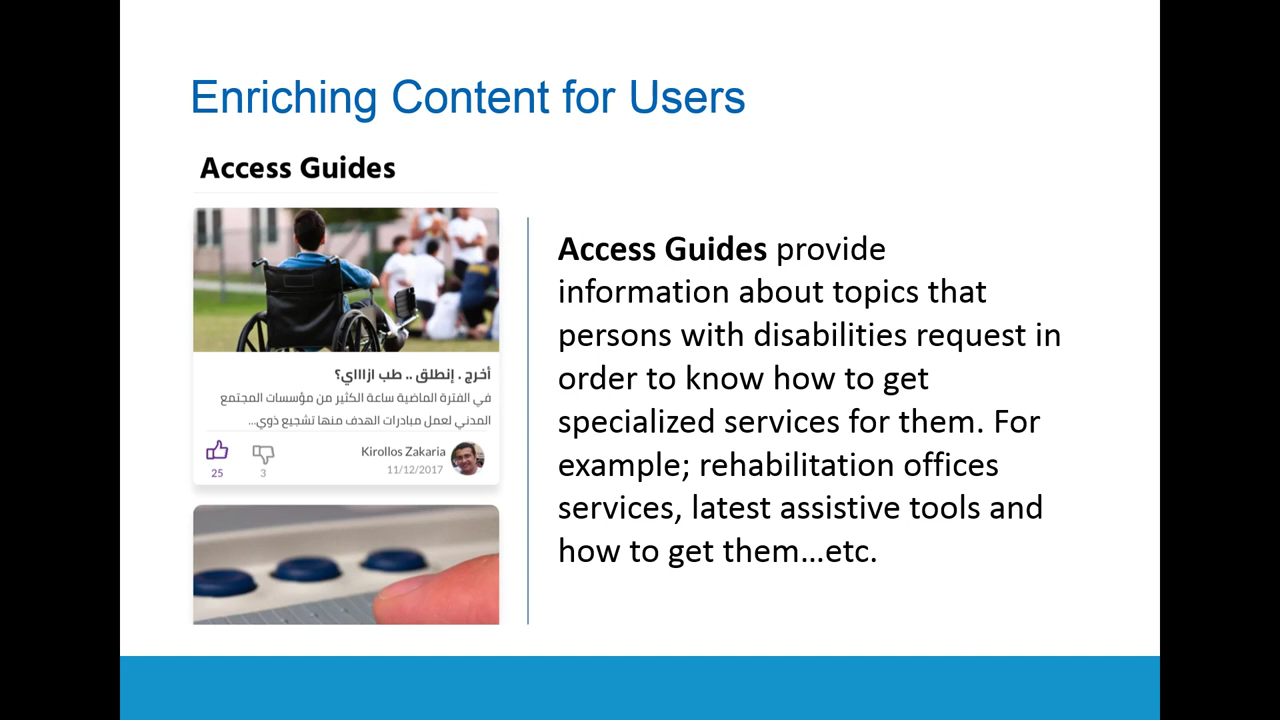 Enriching Content for Users
Access Guides
أخرج . إنطلق .. طب ازاااي؟
في الفترة الماضية ساعة الكثير من مؤسسات المجتمع
المدني لعمل مبادرات الهدف منها تشجيع ذوي...
Kirollos Zakaria
11/12/2017
25
3
Access Guides provide
information about topics that
persons with disabilities request in
order to know how to get
specialized services for them. For
example; rehabilitation offices
services, latest assistive tools and
how to get them...etc.